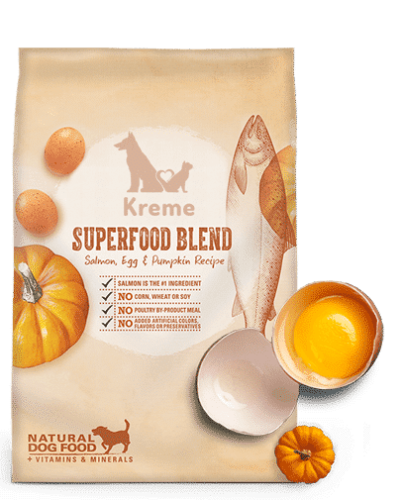 Kreme
SUPERFOOD BLEND
Salmon, Egg & Pumpkin Recipe
SALMON IS THE #1 INGREDIENT
NO CORN, WHEAT OR SOY
NO POULTRY BY-PRODUCT MEAL
NO ADDED ARTIFICIAL COLORS,
FLAVORS OR PRESERVATIVES
NATURAL
DOG FOOD
+ VITAMINS & MINERALS